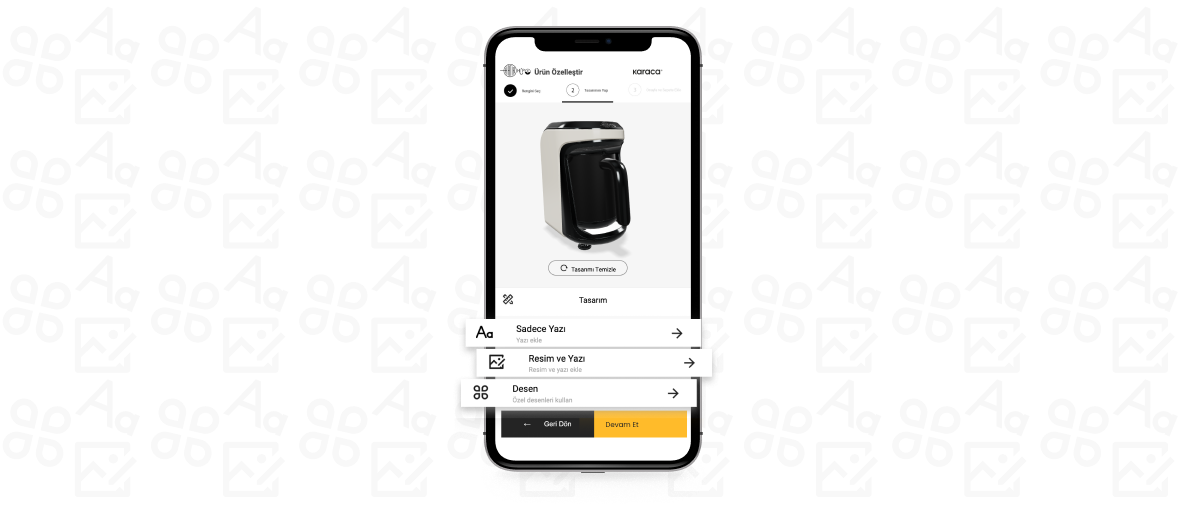 Ürün Özelleştir
Karaca
Rengini Seç
2
Tasarımını Yap
3
Tasarımı Temizle
Tasarım
Aa
Sadece Yazı
Yazı ekle
Resim ve Yazı
Resim ve yazı ekle
Desen
Özel desenleri kullan
← Geri Dön
Devam Et